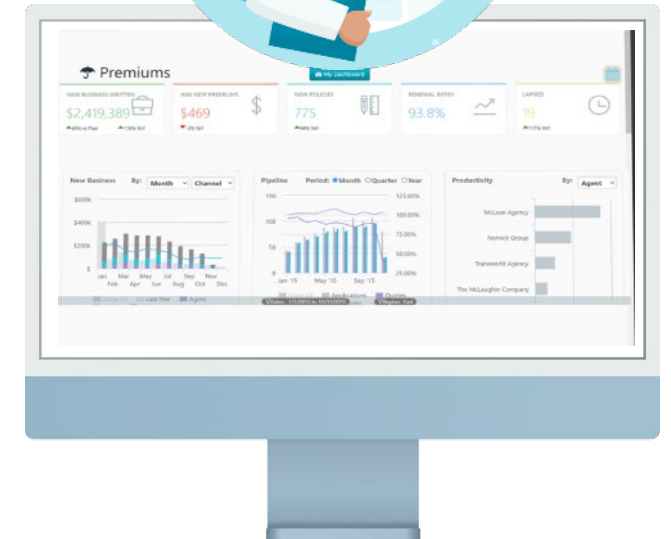 Premiums
My Dashboard
NEW BUSINESS WRITTEN
$2,419,389
AVG NEW PREMIUMS
$469
NEW POLICIES
775
RENEWAL RATIO
93.8%
LAPSED
19
New Business By: Month Channel
$600k
$400k
$200k
$
Jan Mar May Jul Sep Nov
Feb Apr Jun Aug Oct Dec
Last Year Agent
Pipeline Period: Month Quarter Year
150
100
50
0
125.00%
100.00%
75.00%
50.00%
25.00%
Jan '15 May '15 Sep '15
Applications Quotes
Productivity By: Agent
McLean Agency
Norwick Group
Transworld Agency
The McLaughlin Company